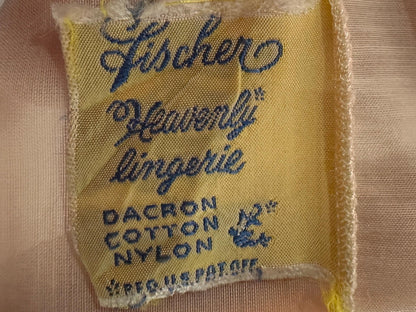 Fischer
Heavenly*
lingerie
DACRON
COTTON
NYLON
*REG. U.S. PAT. OFF.